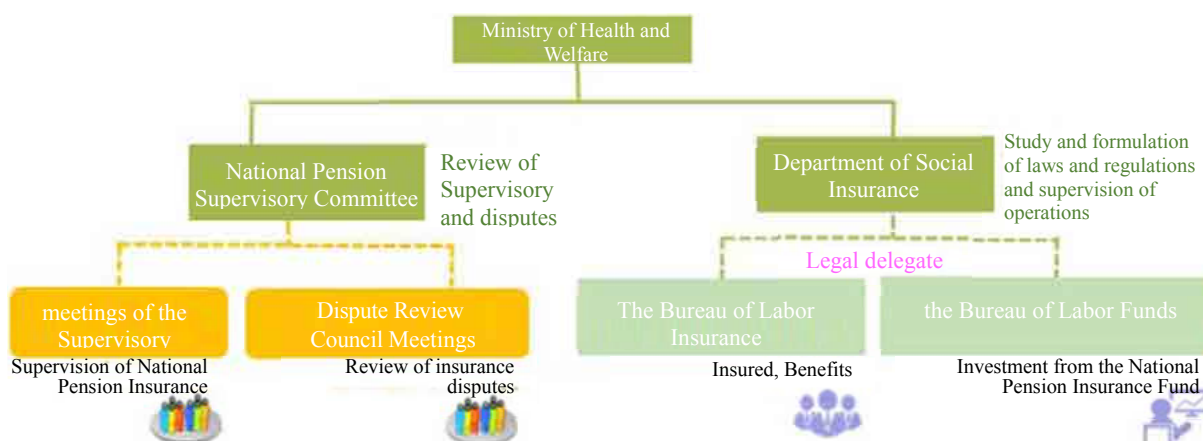 Ministry of Health and
Welfare
National Pension
Supervisory Committee
Review of
Supervisory
and disputes
Department of Social
Insurance
Study and formulation
of laws and regulations
and supervision of
operations
Legal delegate
meetings of the
Supervisory
Supervision of National
Pension Insurance
Dispute Review
Council Meetings
Review of insurance
disputes
The Bureau of Labor
Insurance
Insured, Benefits
the Bureau of Labor Funds
Investment from the National
Pension Insurance Fund